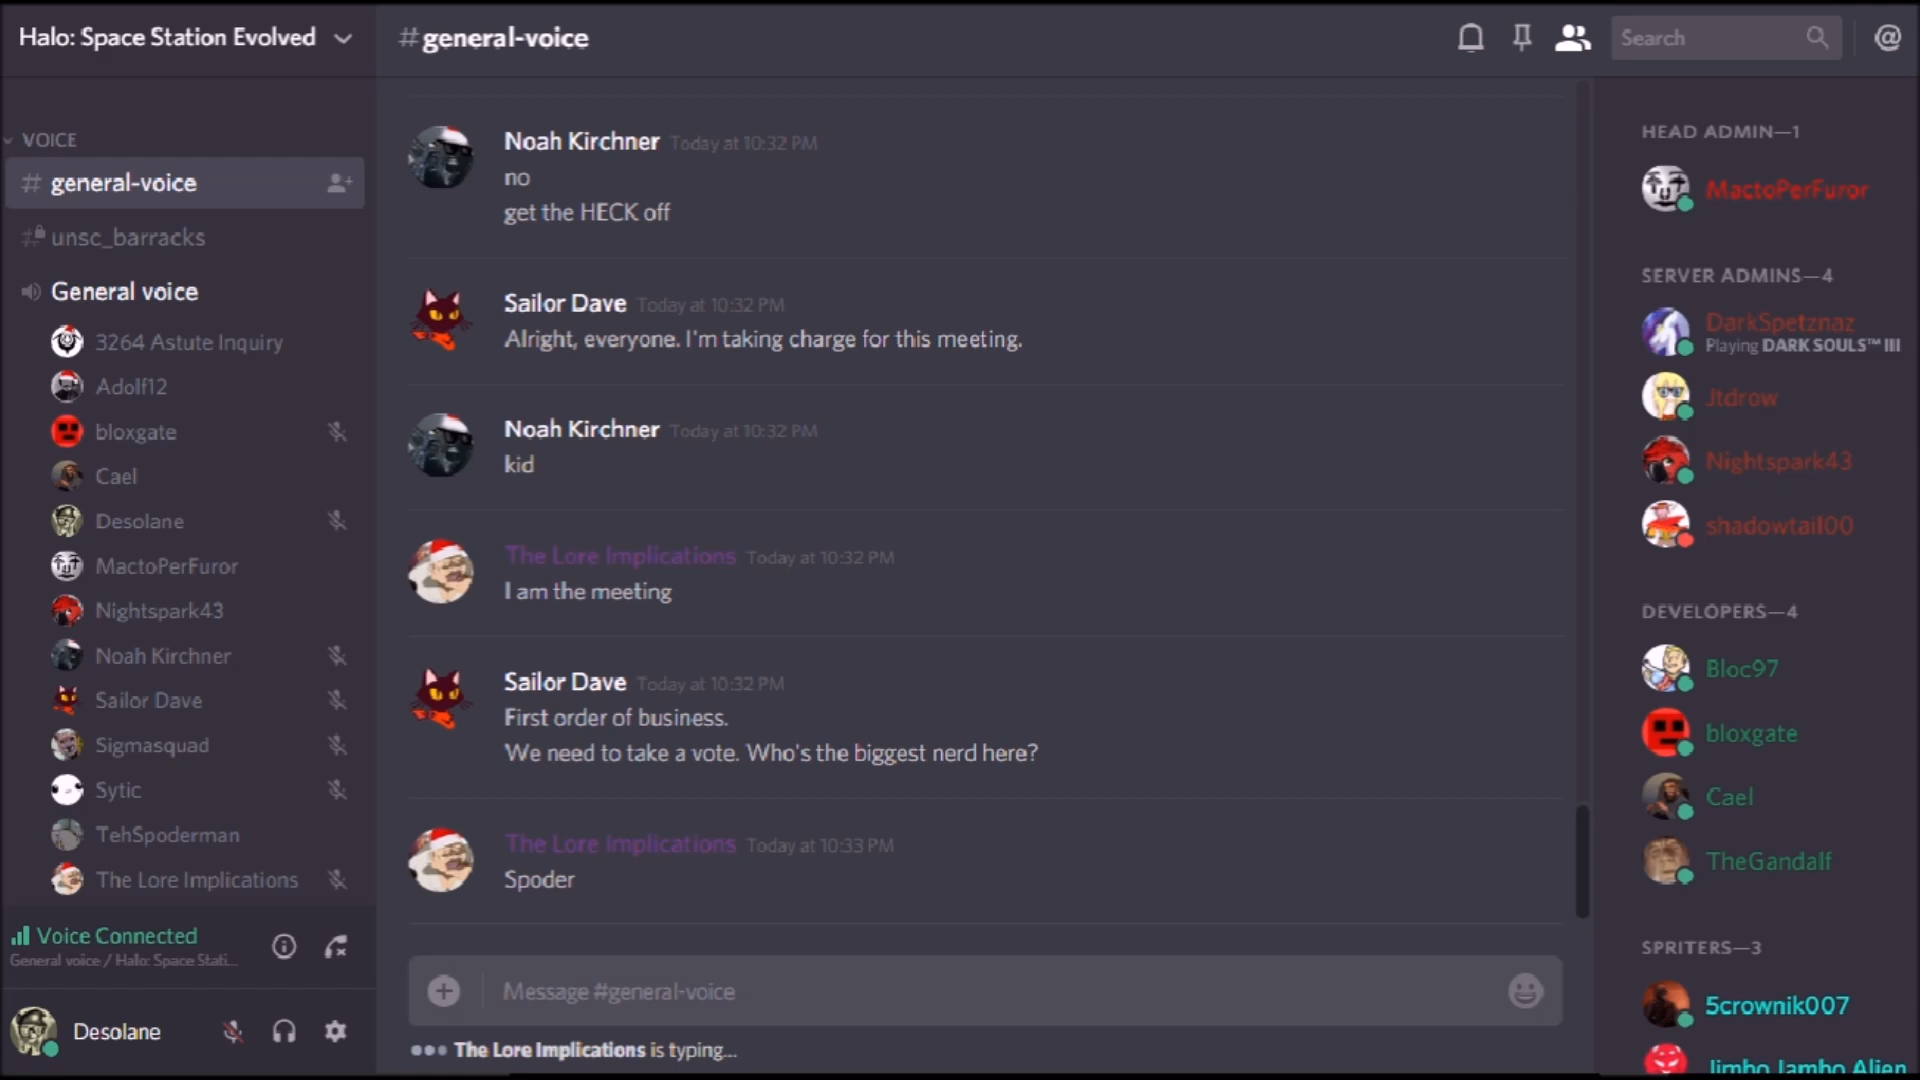 Halo: Space Station Evolved
VOICE
# general-voice
# unsc_barracks
General voice
3264 Astute Inquiry
Adolf12
bloxgate
Cael
Desolane
MactoPerFuror
Nightspark43
Noah Kirchner
Sailor Dave
Sigmasquad
Sytic
TehSpoderman
The Lore Implications
Voice Connected
General voice / Halo: Space Stati...
Desolane
#general-voice
Search
@
Noah Kirchner Today at 10:32 PM
no
get the HECK off
Sailor Dave Today at 10:32 PM
Alright, everyone. I'm taking charge for this meeting.
Noah Kirchner Today at 10:32 PM
kid
The Lore Implications Today at 10:32 PM
I am the meeting
Sailor Dave Today at 10:32 PM
First order of business.
We need to take a vote. Who's the biggest nerd here?
The Lore Implications Today at 10:33 PM
Spoder
Message #general-voice
The Lore Implications is typing...
HEAD ADMIN—1
MactoPerFuror
SERVER ADMINS—4
DarkSpetznaz
Playing DARK SOULS™ III
Jtdrow
Nightspark43
shadowtail00
DEVELOPERS—4
Bloc97
bloxgate
Cael
TheGandalf
SPRITERS—3
5crownik007
Jimbo Jambo Alien